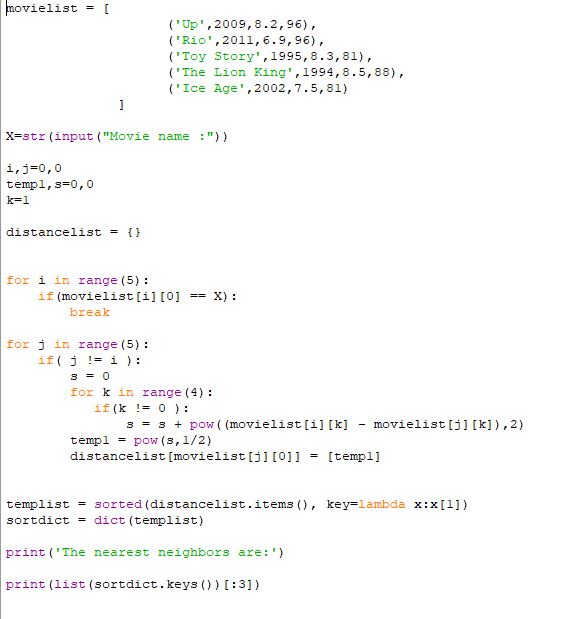 movielist = [
                    ('Up',2009,8.2,96),
                    ('Rio',2011,6.9,96),
                    ('Toy Story',1995,8.3,81),
                    ('The Lion King',1994,8.5,88),
                    ('Ice Age',2002,7.5,81)
              ]
X=str(input("Movie name :"))
i,j=0,0
temp1,s=0,0
k=1
distancelist = {}
for i in range(5):
    if(movielist[i][0] == X):
        break
for j in range(5):
    if( j != i ):
        s = 0
        for k in range(4):
           if(k != 0 ):
               s = s + pow((movielist[i][k] - movielist[j][k]),2)
        temp1 = pow(s,1/2)
        distancelist[movielist[j][0]] = [temp1]
templist = sorted(distancelist.items(), key=lambda x:x[1])
sortdict = dict(templist)
print('The nearest neighbors are:')
print(list(sortdict.keys())[:3])